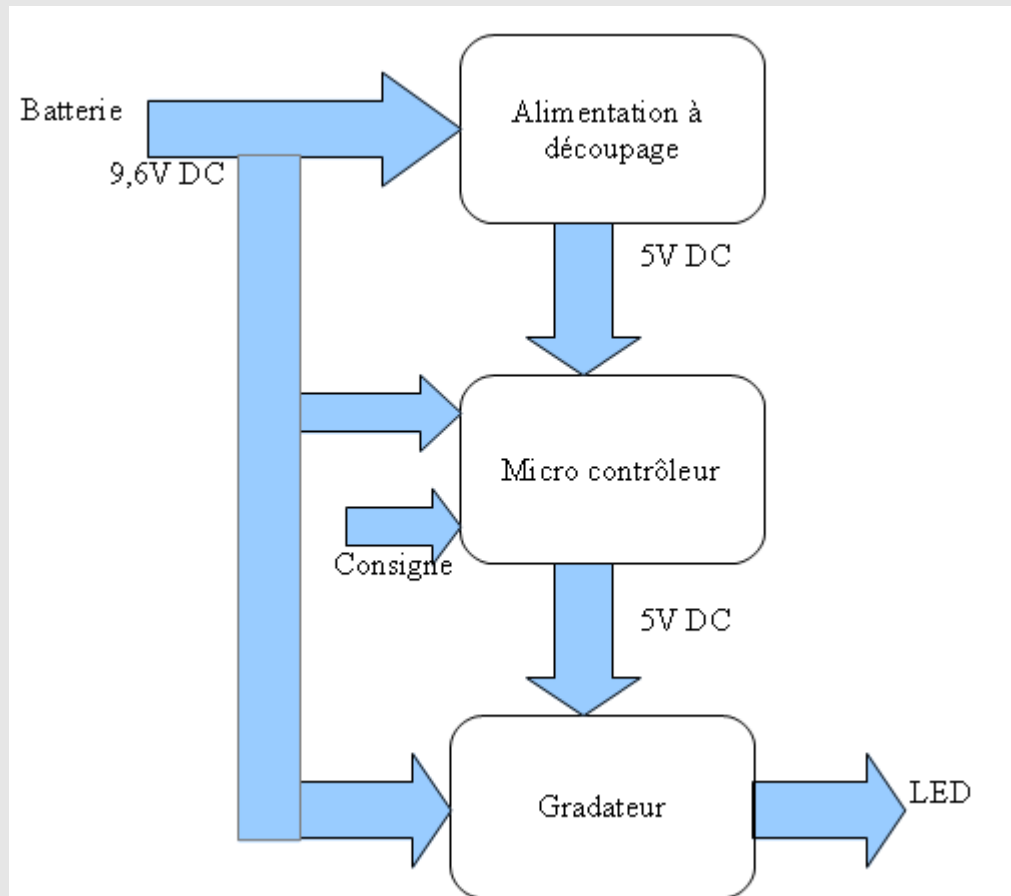 Batterie
9,6V DC
Alimentation à
découpage
5V DC
Micro contrôleur
Consigne
5V DC
Gradateur
LED